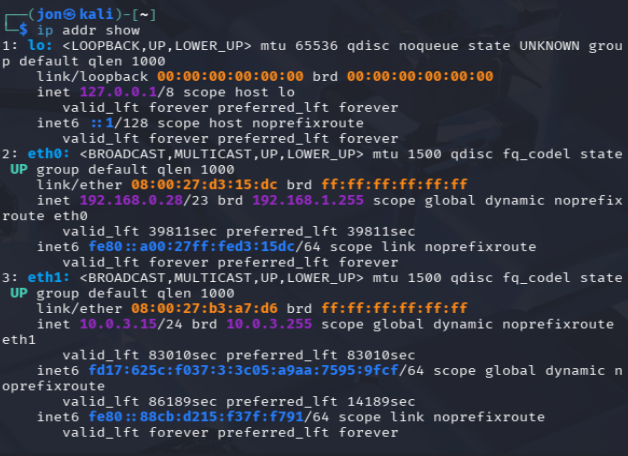 ┌──(jon㉿kali)-[~]
└─$ ip addr show
1: lo: <LOOPBACK,UP,LOWER_UP> mtu 65536 qdisc noqueue state UNKNOWN grou
p default qlen 1000
    link/loopback 00:00:00:00:00:00 brd 00:00:00:00:00:00
    inet 127.0.0.1/8 scope host lo
       valid_lft forever preferred_lft forever
    inet6 ::1/128 scope host noprefixroute
       valid_lft forever preferred_lft forever
2: eth0: <BROADCAST,MULTICAST,UP,LOWER_UP> mtu 1500 qdisc fq_codel state
 UP group default qlen 1000
    link/ether 08:00:27:d3:15:dc brd ff:ff:ff:ff:ff:ff
    inet 192.168.0.28/23 brd 192.168.1.255 scope global dynamic noprefix
route eth0
       valid_lft 39811sec preferred_lft 39811sec
    inet6 fe80::a00:27ff:fed3:15dc/64 scope link noprefixroute
       valid_lft forever preferred_lft forever
3: eth1: <BROADCAST,MULTICAST,UP,LOWER_UP> mtu 1500 qdisc fq_codel state
 UP group default qlen 1000
    link/ether 08:00:27:b3:a7:d6 brd ff:ff:ff:ff:ff:ff
    inet 10.0.3.15/24 brd 10.0.3.255 scope global dynamic noprefixroute
eth1
       valid_lft 83010sec preferred_lft 83010sec
    inet6 fd17:625c:f037:3:3c05:a9aa:7595:9fcf/64 scope global dynamic n
oprefixroute
       valid_lft 86189sec preferred_lft 14189sec
    inet6 fe80::88cb:d215:f37f:f791/64 scope link noprefixroute
       valid_lft forever preferred_lft forever